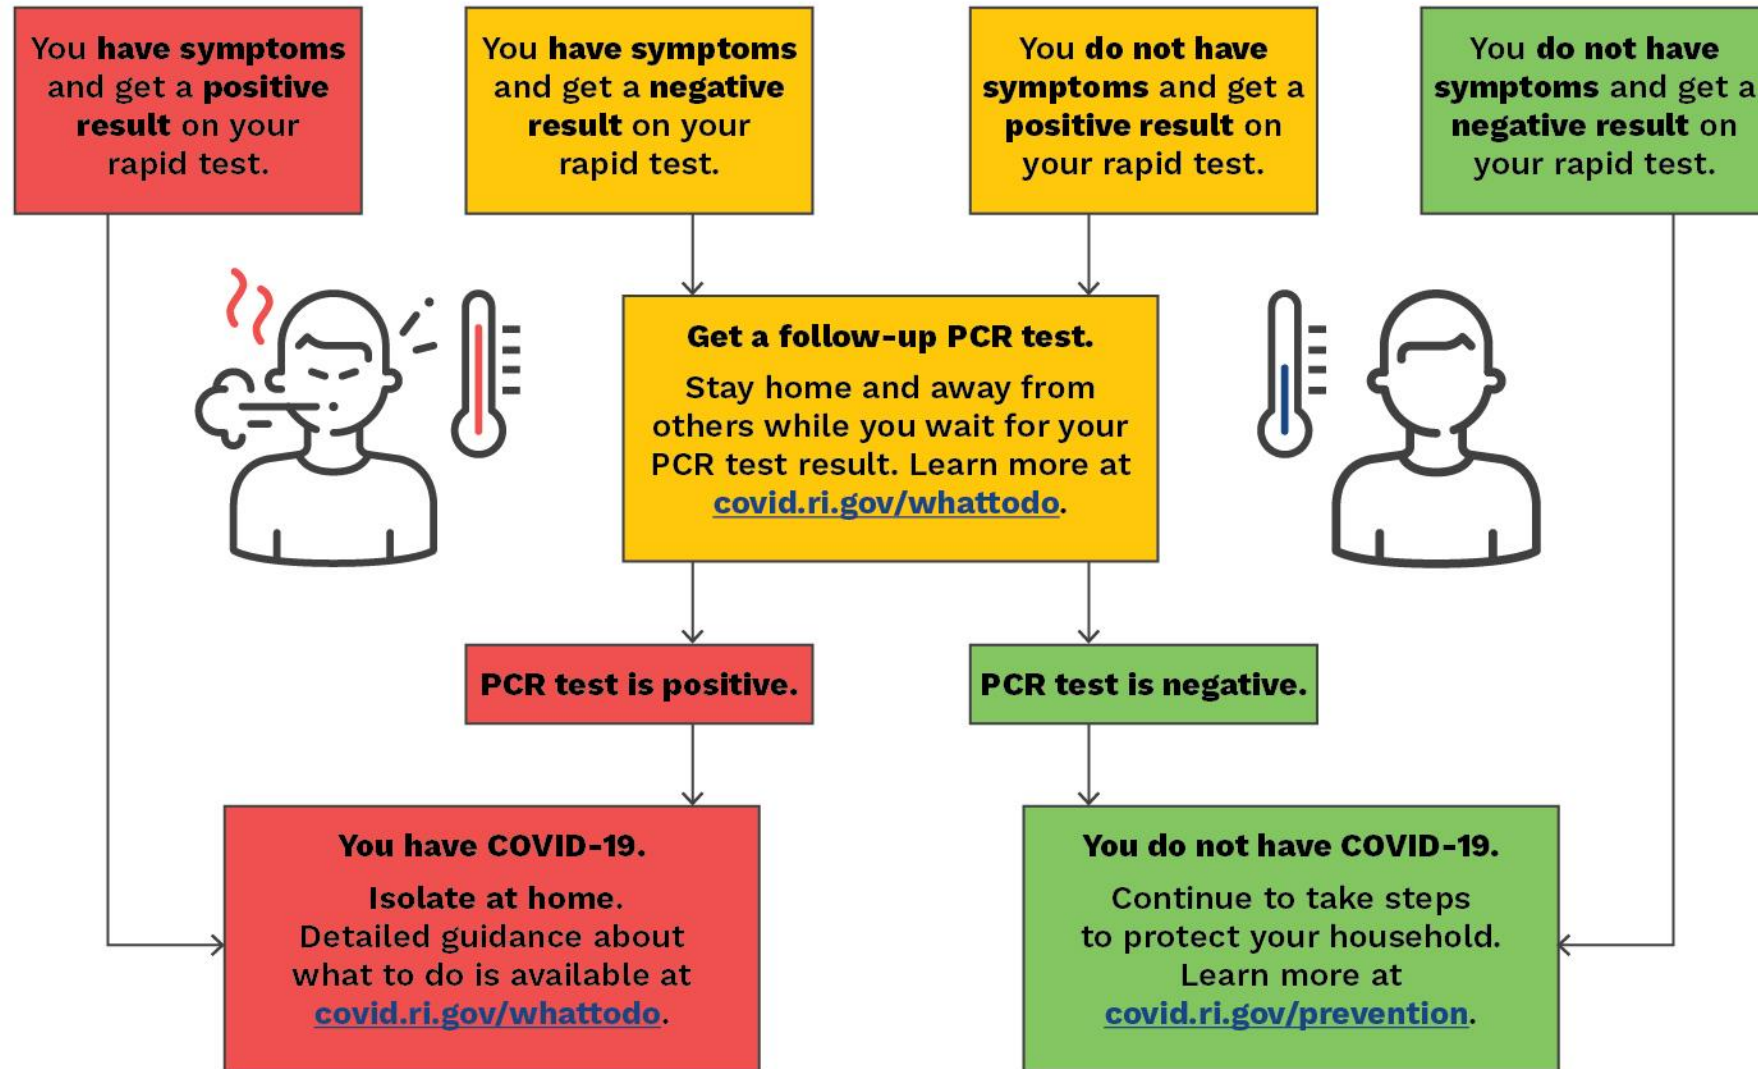 You have symptoms
and get a positive
result on your
rapid test.
You have symptoms
and get a negative
result on your
rapid test.
You do not have
symptoms and get a
positive result on
your rapid test.
You do not have
symptoms and get a
negative result on
your rapid test.
Get a follow-up PCR test.
Stay home and away from
others while you wait for your
PCR test result. Learn more at
covid.ri.gov/whattodo.
PCR test is positive.
PCR test is negative.
You have COVID-19.
Isolate at home.
Detailed guidance about
what to do is available at
covid.ri.gov/whattodo.
You do not have COVID-19.
Continue to take steps
to protect your household.
Learn more at
covid.ri.gov/prevention.